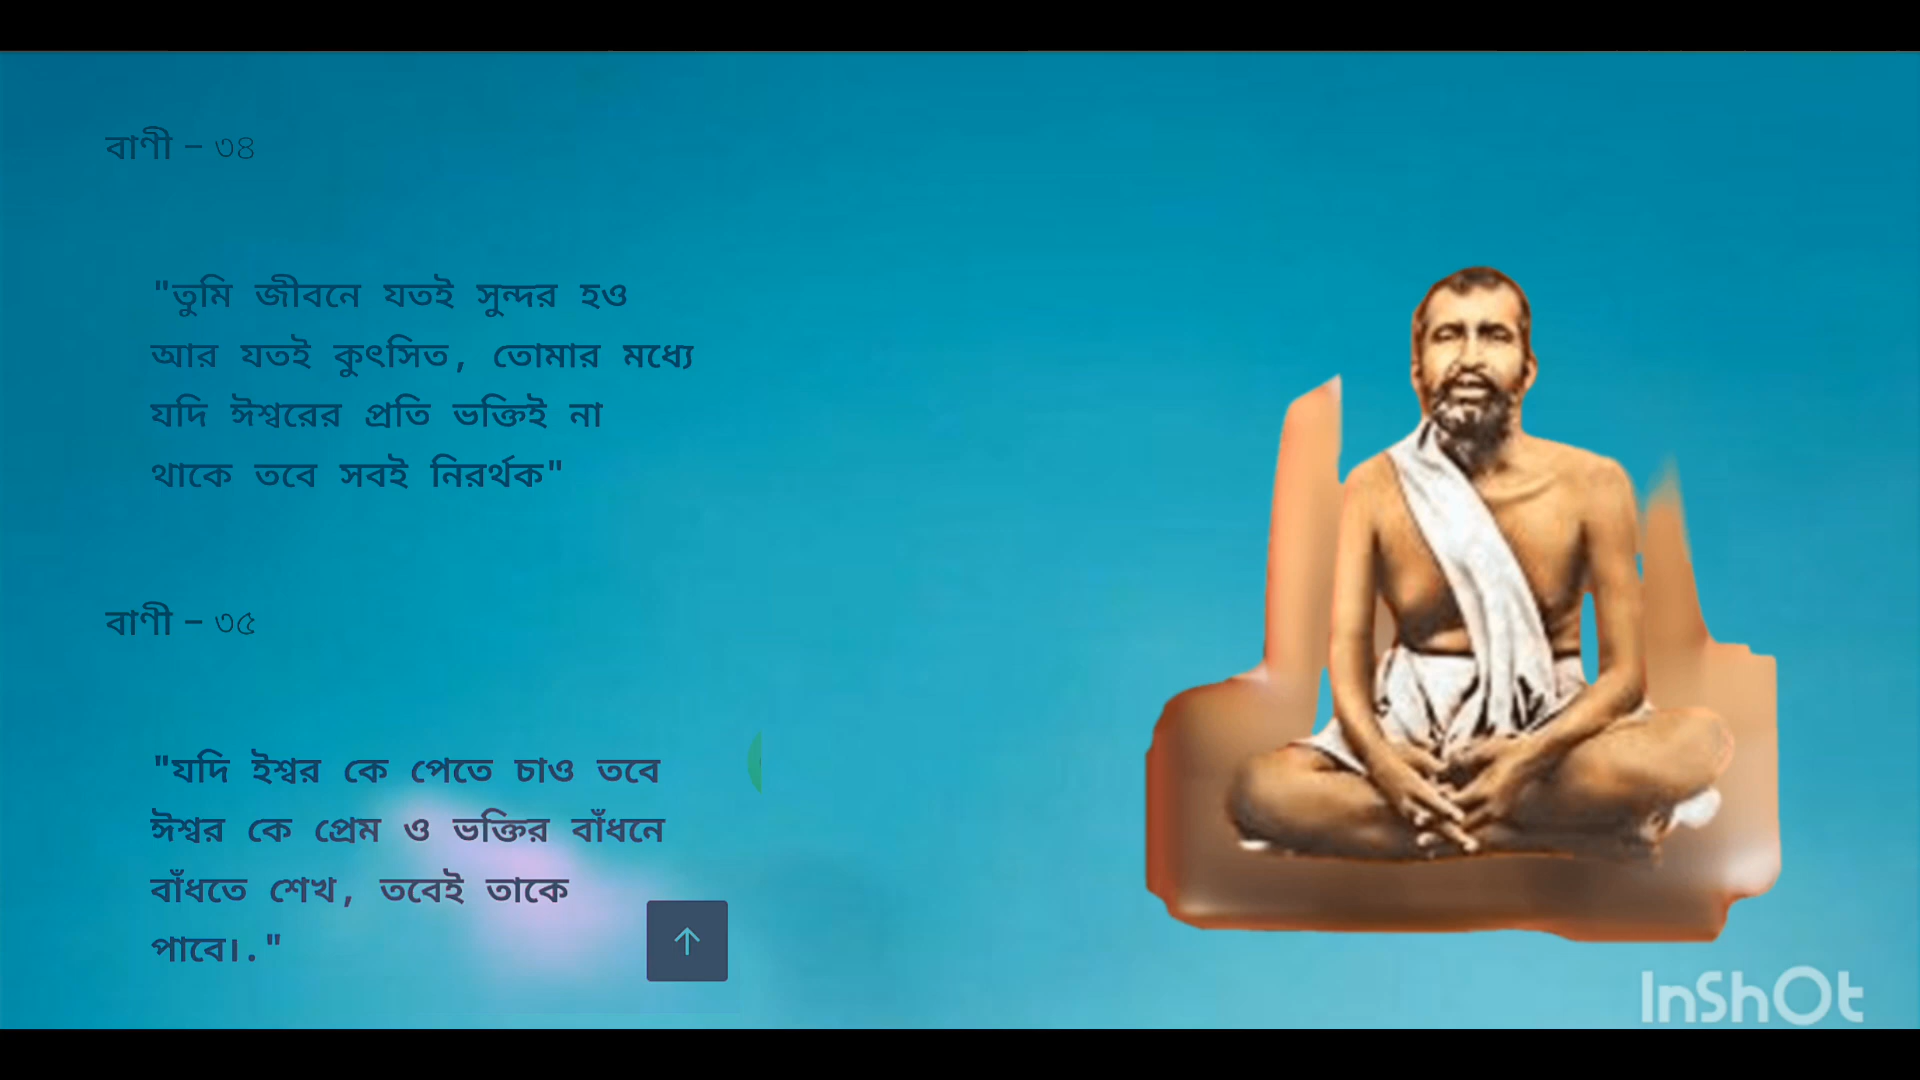 বাণী – ৩৪
"তুমি জীবনে যতই সুন্দর হও
আর যতই কুৎসিত, তোমার মধ্যে
যদি ঈশ্বরের প্রতি ভক্তিই না
থাকে তবে সবই নিরর্থক"
বাণী – ৩৫
"যদি ইশ্বর কে পেতে চাও তবে
ঈশ্বর কে প্রেম ও ভক্তির বাঁধনে
বাঁধতে শেখ, তবেই তাকে
পাবে।."
InShOt